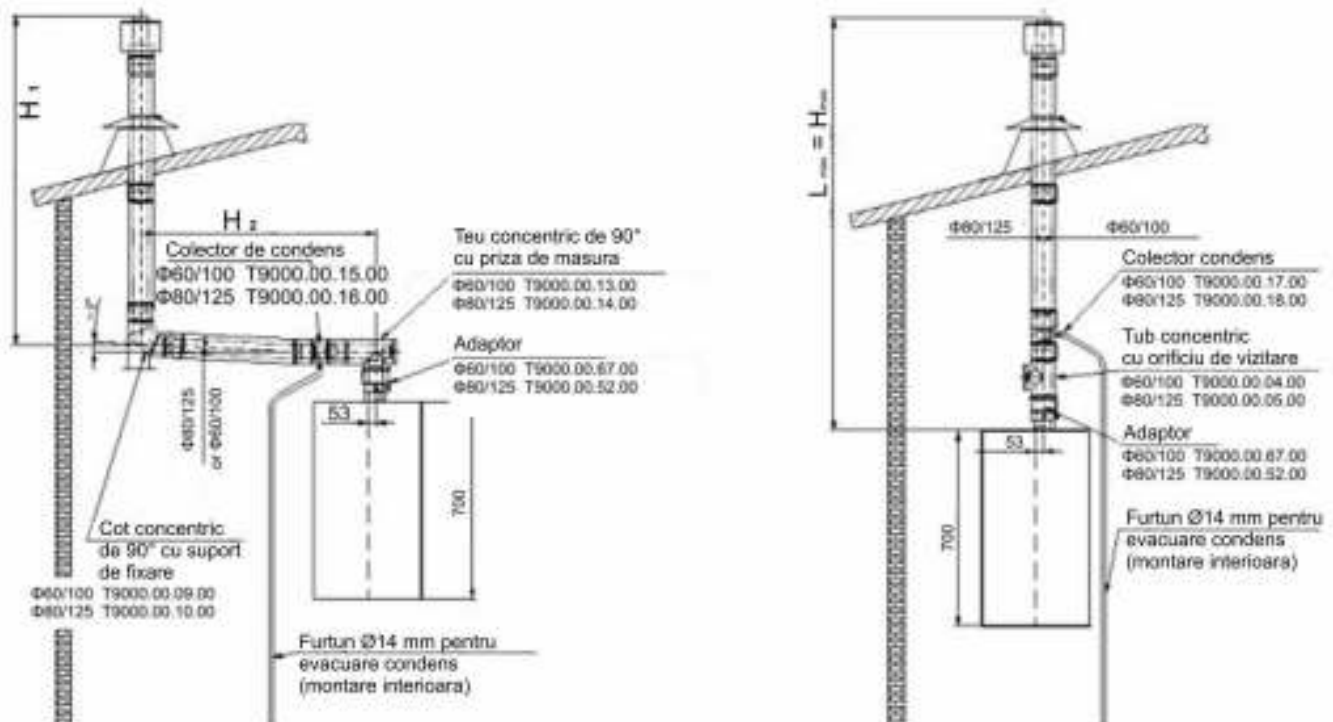 H 1
H 2
Colector de condens
Φ60/100 T9000.00.15.00
Φ80/125 T9000.00.16.00
Teu concentric de 90°
cu priza de masura
Φ60/100 T9000.00.13.00
Φ80/125 T9000.00.14.00
Adaptor
Φ60/100 T9000.00.67.00
Φ80/125 T9000.00.52.00
Φ80/125
or Φ60/100
53
700
Cot concentric
de 90° cu suport
de fixare
Φ60/100 T9000.00.09.00
Φ80/125 T9000.00.10.00
Furtun Ø14 mm pentru
evacuare condens
(montare interioara)
L max = H max
Φ80/125
Φ60/100
Colector condens
Φ60/100 T9000.00.17.00
Φ80/125 T9000.00.18.00
Tub concentric
cu orificiu de vizitare
Φ60/100 T9000.00.04.00
Φ80/125 T9000.00.05.00
Adaptor
Φ60/100 T9000.00.67.00
Φ80/125 T9000.00.52.00
53
700
Furtun Ø14 mm pentru
evacuare condens
(montare interioara)